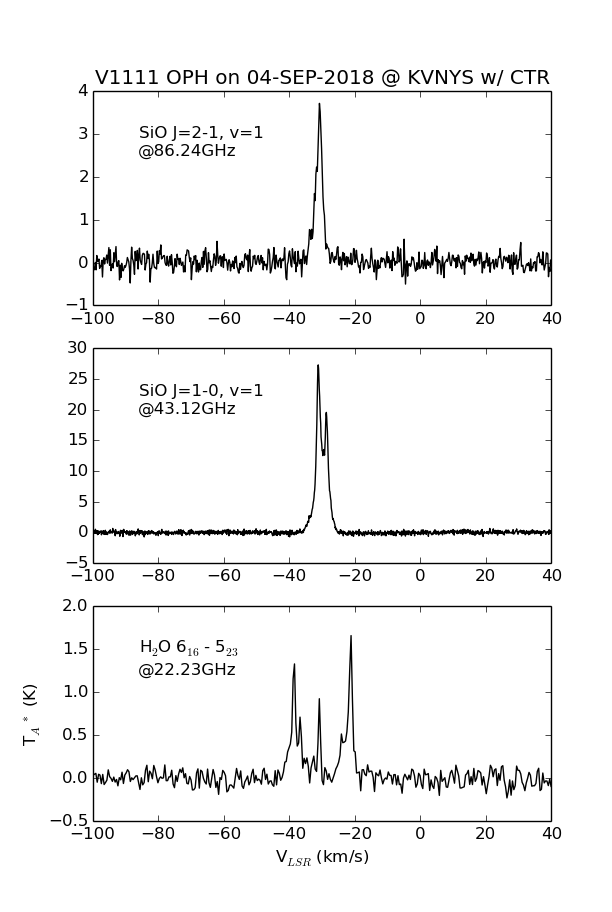 V1111 OPH on 04-SEP-2018 @ KVNYS w/ CTR
4
3
2
1
0
−1
SiO J=2-1, v=1
@86.24GHz
−100 −80 −60 −40 −20 0 20 40
30
25
20
15
10
5
0
−5
SiO J=1-0, v=1
@43.12GHz
−100 −80 −60 −40 −20 0 20 40
2.0
1.5
1.0
0.5
0.0
−0.5
H₂O 6₁₆ - 5₂₃
@22.23GHz
T_A* (K)
−100 −80 −60 −40 −20 0 20 40
V_LSR (km/s)